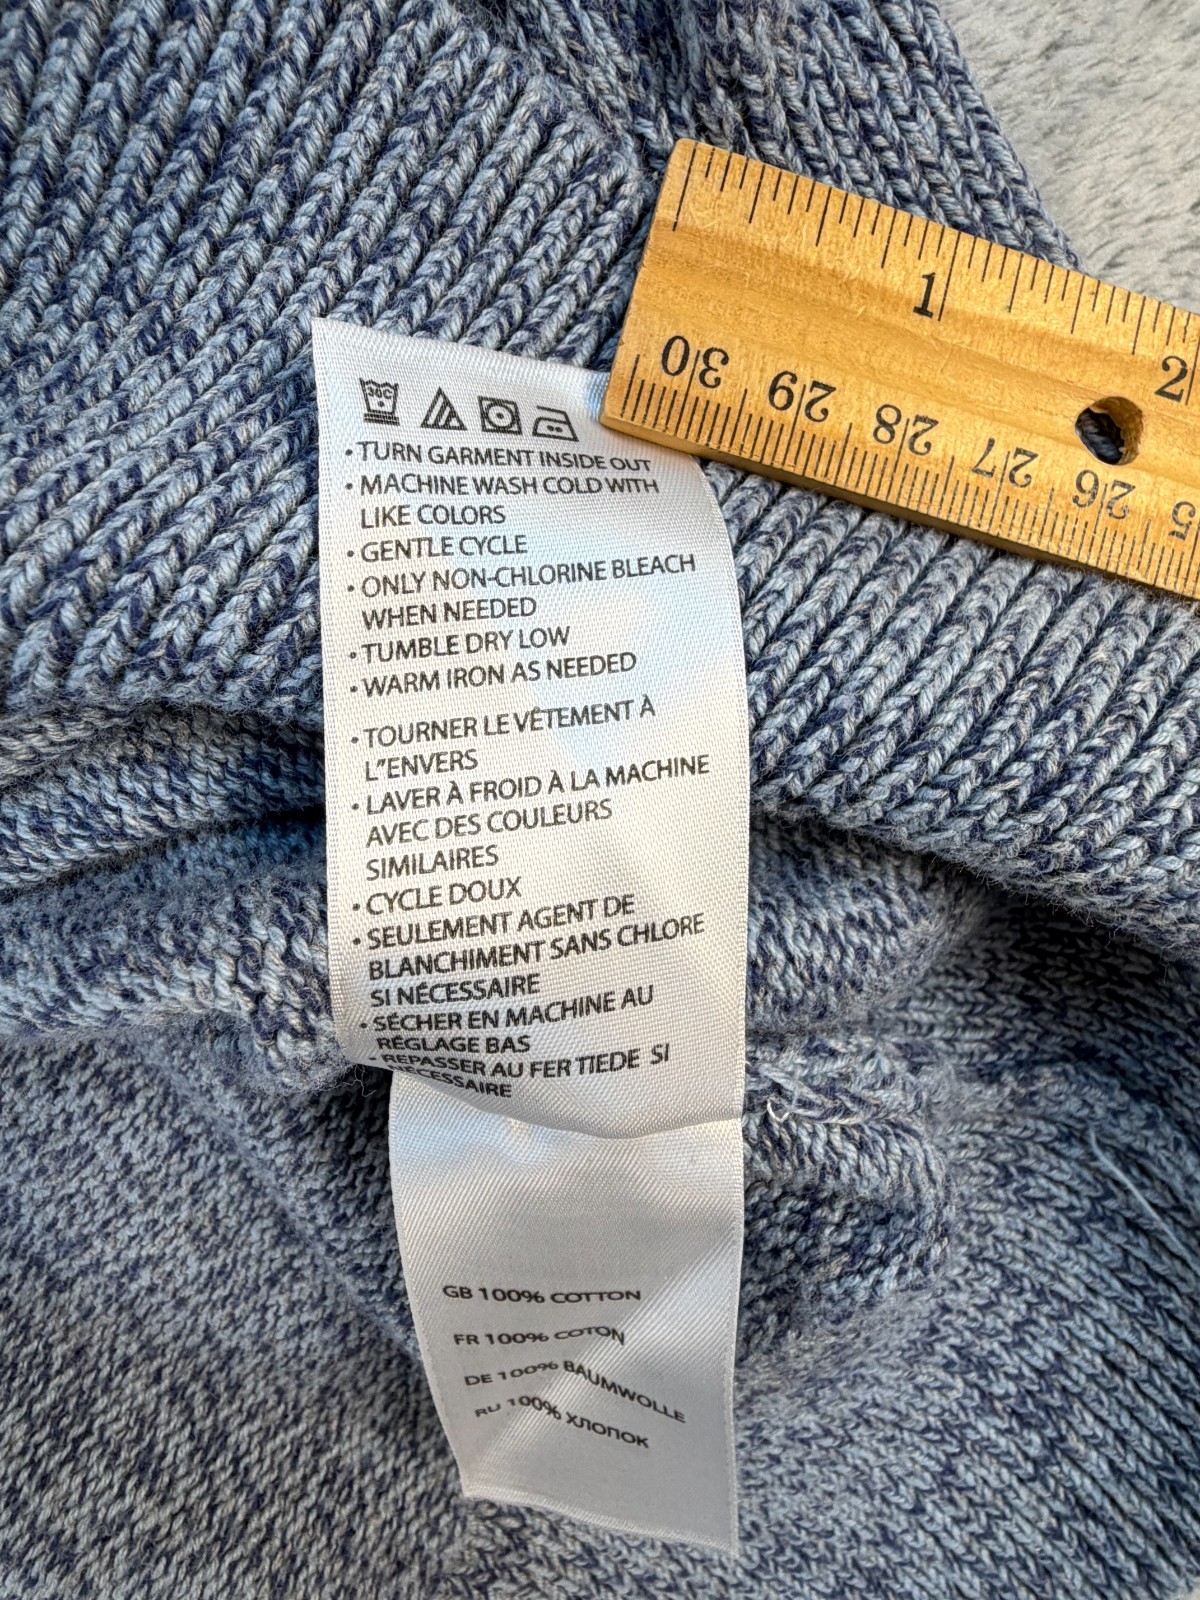 30C
• TURN GARMENT INSIDE OUT
• MACHINE WASH COLD WITH
LIKE COLORS
• GENTLE CYCLE
• ONLY NON-CHLORINE BLEACH
WHEN NEEDED
• TUMBLE DRY LOW
• WARM IRON AS NEEDED
• TOURNER LE VÊTEMENT À
L”ENVERS
• LAVER À FROID À LA MACHINE
AVEC DES COULEURS
SIMILAIRES
• CYCLE DOUX
• SEULEMENT AGENT DE
BLANCHIMENT SANS CHLORE
SI NÉCESSAIRE
• SÉCHER EN MACHINE AU
RÉGLAGE BAS
• REPASSER AU FER TIEDE SI
NÉCESSAIRE
GB 100% COTTON
FR 100% COTON
DE 100% BAUMWOLLE
RU 100% ХЛОПОК
1 2
30 29 28 27 26